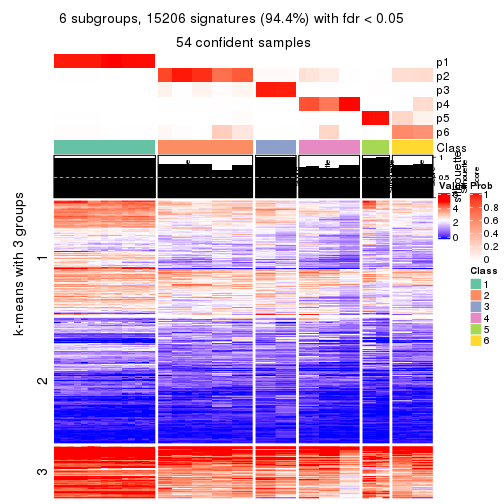 6 subgroups, 15206 signatures (94.4%) with fdr < 0.05
54 confident samples
p1
p2
p3
p4
p5
p6
Class
1
0.5
Silhouette
score
Value
4
2
0
Prob
1
0.8
0.6
0.4
0.2
0
Class
1
2
3
4
5
6
k-means with 3 groups
1
2
3